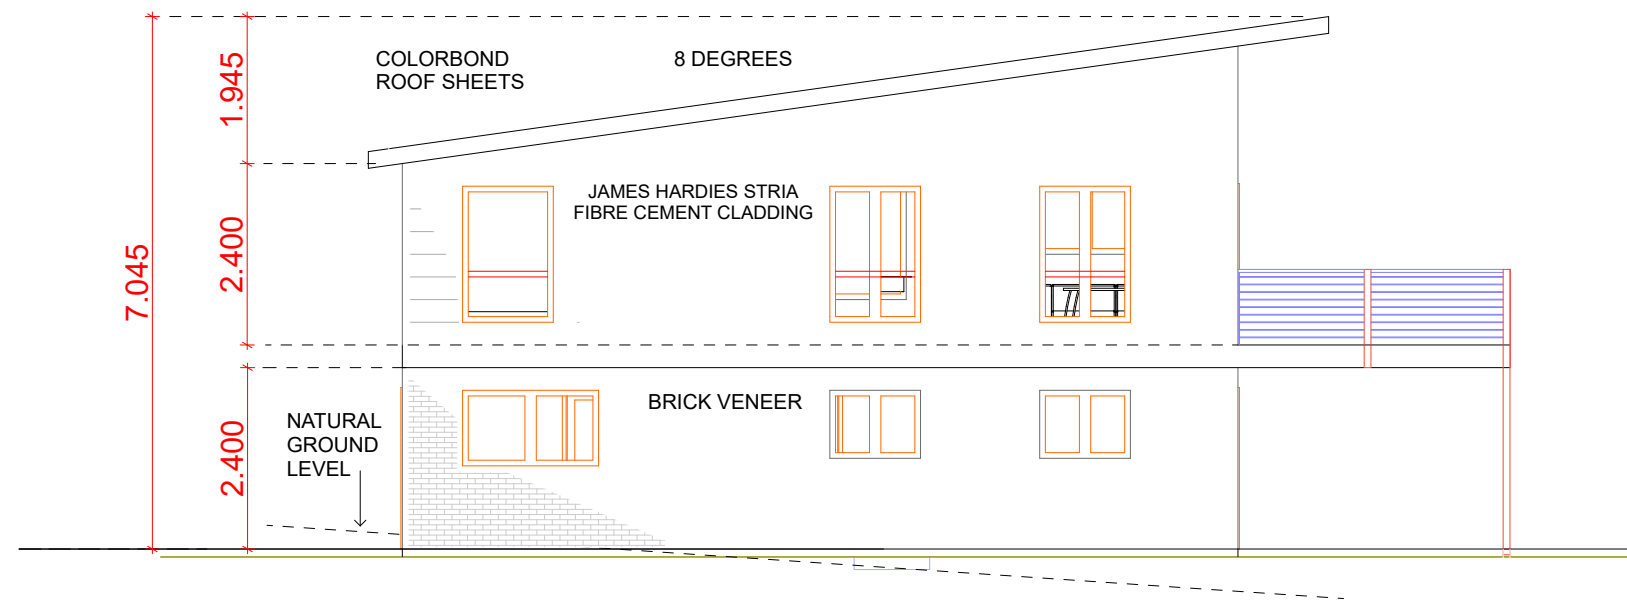 COLORBOND
ROOF SHEETS
8 DEGREES
1.945
JAMES HARDIES STRIA
FIBRE CEMENT CLADDING
2.400
7.045
BRICK VENEER
NATURAL
GROUND
LEVEL
2.400